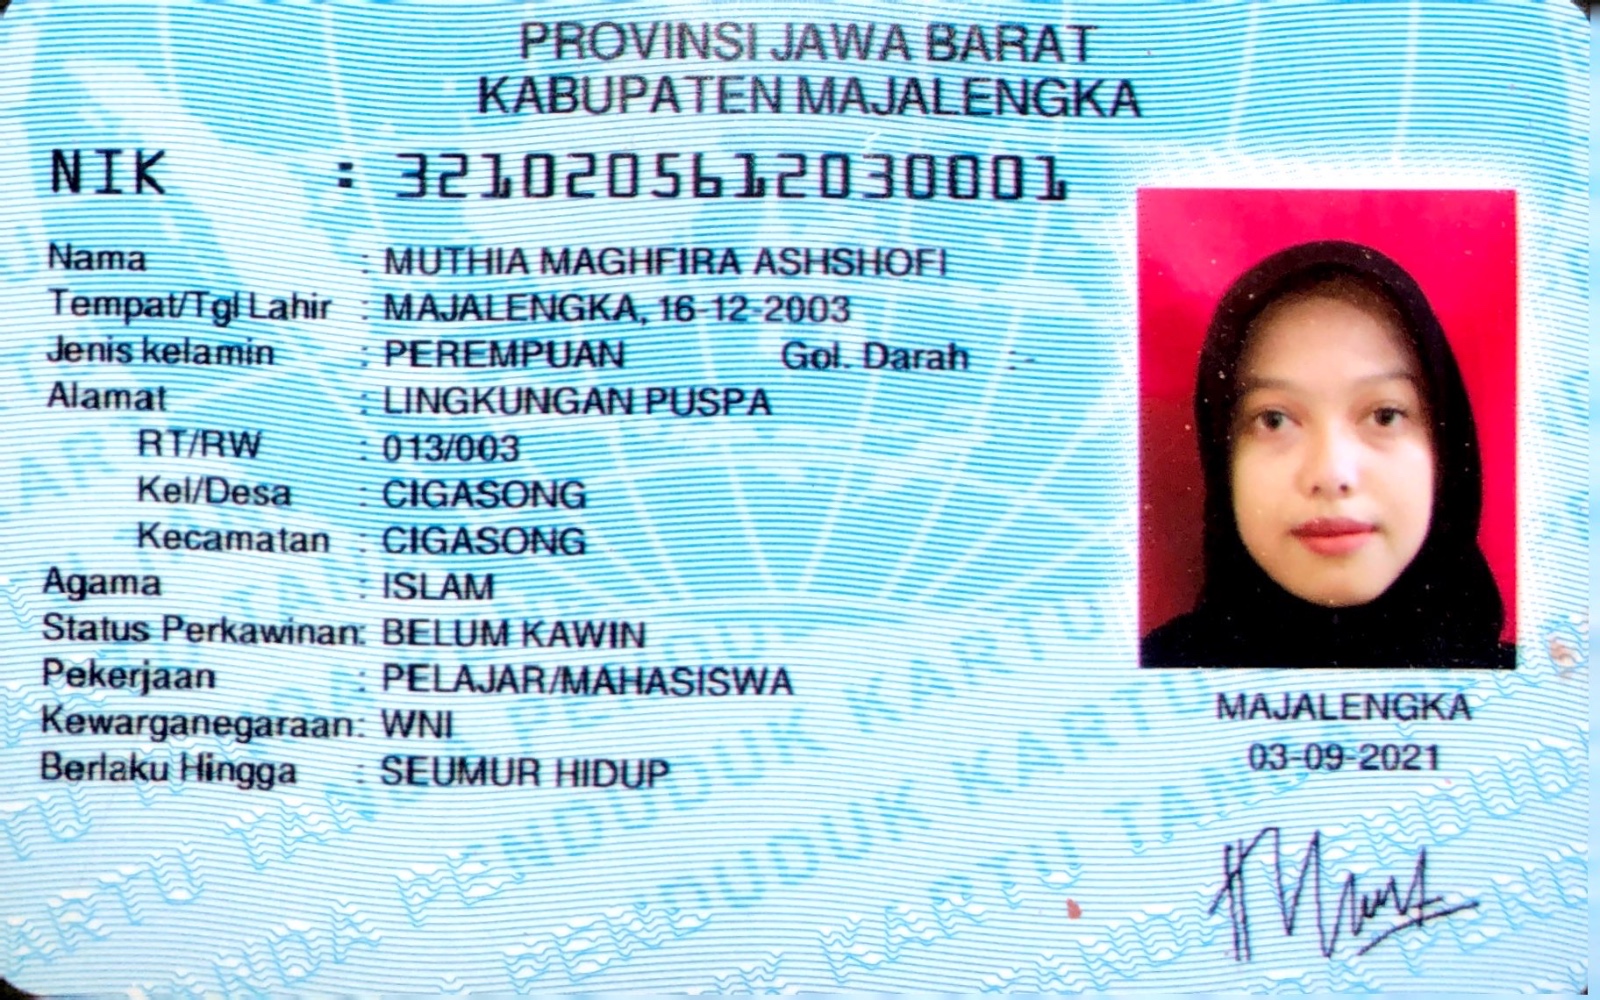 PROVINSI JAWA BARAT
KABUPATEN MAJALENGKA
NIK : 3210205612030001
Nama : MUTHIA MAGHFIRA ASHSHOFI
Tempat/Tgl Lahir : MAJALENGKA, 16-12-2003
Jenis kelamin : PEREMPUAN Gol. Darah : -
Alamat : LINGKUNGAN PUSPA
RT/RW : 013/003
Kel/Desa : CIGASONG
Kecamatan : CIGASONG
Agama : ISLAM
Status Perkawinan: BELUM KAWIN
Pekerjaan : PELAJAR/MAHASISWA
Kewarganegaraan: WNI
Berlaku Hingga : SEUMUR HIDUP
MAJALENGKA
03-09-2021